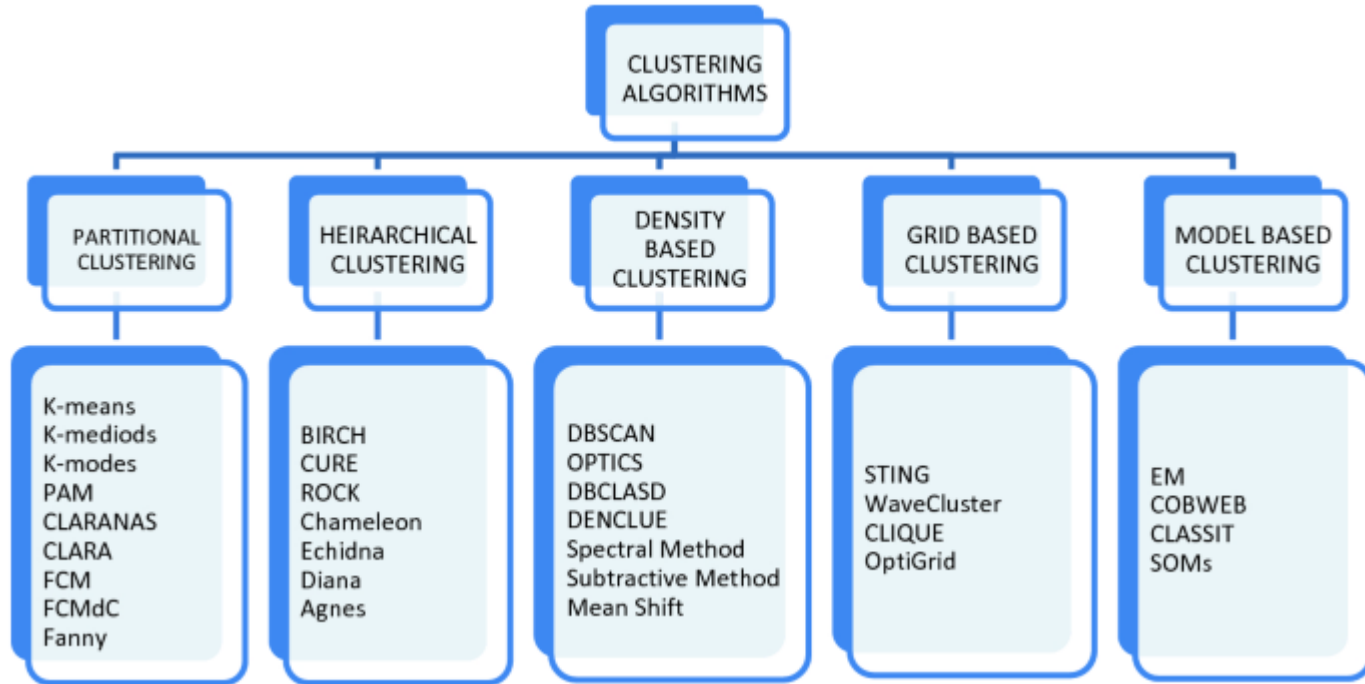 CLUSTERING
ALGORITHMS
PARTITIONAL
CLUSTERING
HEIRARCHICAL
CLUSTERING
DENSITY
BASED
CLUSTERING
GRID BASED
CLUSTERING
MODEL BASED
CLUSTERING
K-means
K-mediods
K-modes
PAM
CLARANAS
CLARA
FCM
FCMdC
Fanny
BIRCH
CURE
ROCK
Chameleon
Echidna
Diana
Agnes
DBSCAN
OPTICS
DBCLASD
DENCLUE
Spectral Method
Subtractive Method
Mean Shift
STING
WaveCluster
CLIQUE
OptiGrid
EM
COBWEB
CLASSIT
SOMs